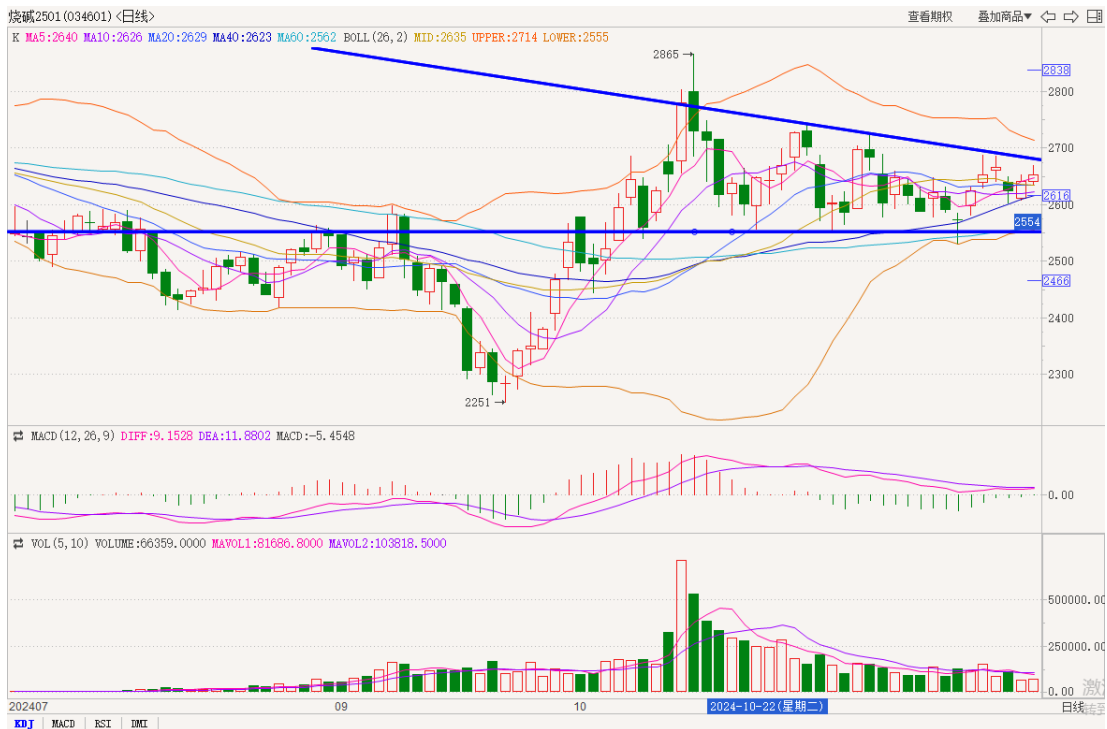 烧碱2501(034601)<日线> 查看期权 叠加商品▼
K MA5:2640 MA10:2626 MA20:2629 MA40:2623 MA60:2562 BOLL(26,2) MID:2635 UPPER:2714 LOWER:2555
2865→
2838
2800
2700
2616
2600
2554
2500
2466
2400
2300
2251→
MACD(12,26,9) DIFF:9.1528 DEA:11.8802 MACD:-5.4548
0.00
VOL(5,10) VOLUME:66359.0000 MAVOL1:81686.8000 MAVOL2:103818.5000
500000.00
250000.00
0.00
202407 09 10 2024-10-22(星期二) 日线
KDJ MACD RSI DMI